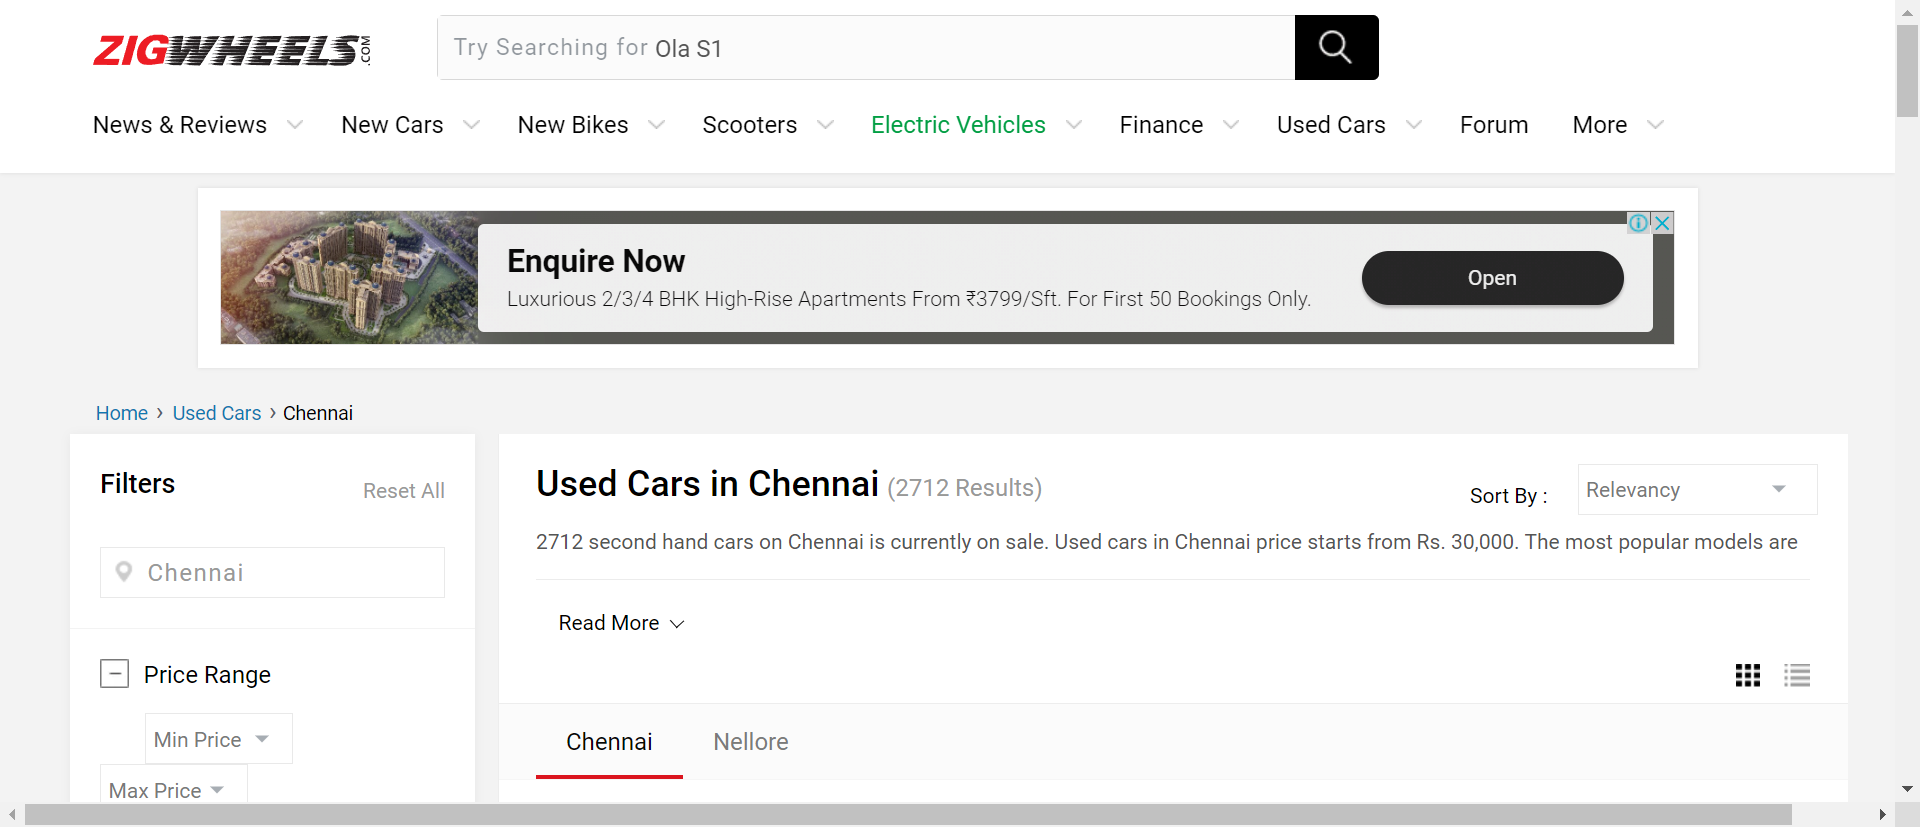 ZIGWHEELS.COM
Try Searching for Ola S1
News & Reviews New Cars New Bikes Scooters Electric Vehicles Finance Used Cars Forum More
Enquire Now
Luxurious 2/3/4 BHK High-Rise Apartments From ₹3799/Sft. For First 50 Bookings Only.
Open
Home › Used Cars › Chennai
Filters
Reset All
Chennai
Price Range
Min Price
Max Price
Used Cars in Chennai (2712 Results)
Sort By :
Relevancy
2712 second hand cars on Chennai is currently on sale. Used cars in Chennai price starts from Rs. 30,000. The most popular models are
Read More
Chennai Nellore